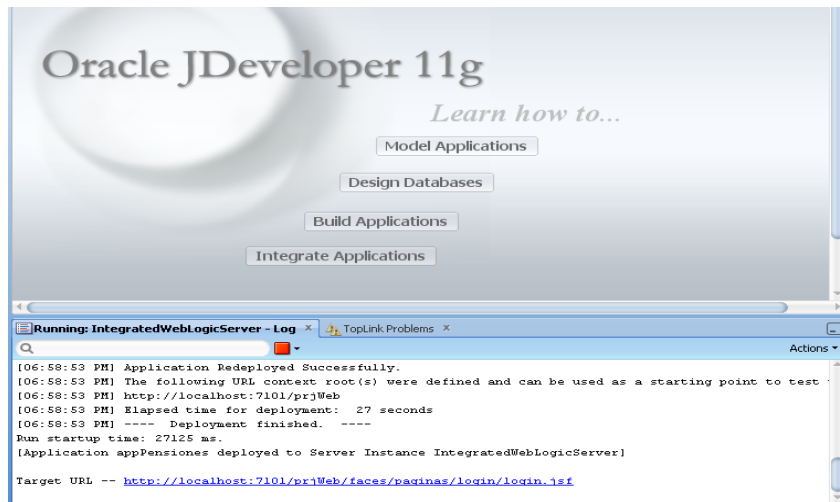 Oracle JDeveloper 11g
Learn how to...
Model Applications
Design Databases
Build Applications
Integrate Applications
Running: IntegratedWebLogicServer - Log
TopLink Problems
Actions
[06:58:53 PM] Application Redeployed Successfully.
[06:58:53 PM] The following URL context root(s) were defined and can be used as a starting point to test
[06:58:53 PM] http://localhost:7101/prjWeb
[06:58:53 PM] Elapsed time for deployment:  27 seconds
[06:58:53 PM] ----  Deployment finished.  ----
Run startup time: 27125 ms.
[Application appPensiones deployed to Server Instance IntegratedWebLogicServer]
Target URL -- http://localhost:7101/prjWeb/faces/paginas/login/login.jsf